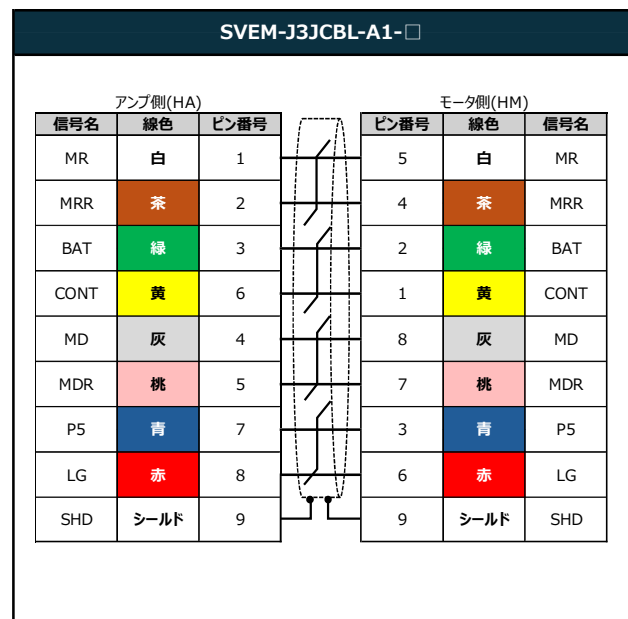 SVEM-J3JCBL-A1-□
アンプ側(HA) モータ側(HM)
信号名 線色 ピン番号 ピン番号 線色 信号名
MR 白 1 5 白 MR
MRR 茶 2 4 茶 MRR
BAT 緑 3 2 緑 BAT
CONT 黄 6 1 黄 CONT
MD 灰 4 8 灰 MD
MDR 桃 5 7 桃 MDR
P5 青 7 3 青 P5
LG 赤 8 6 赤 LG
SHD シールド 9 9 シールド SHD